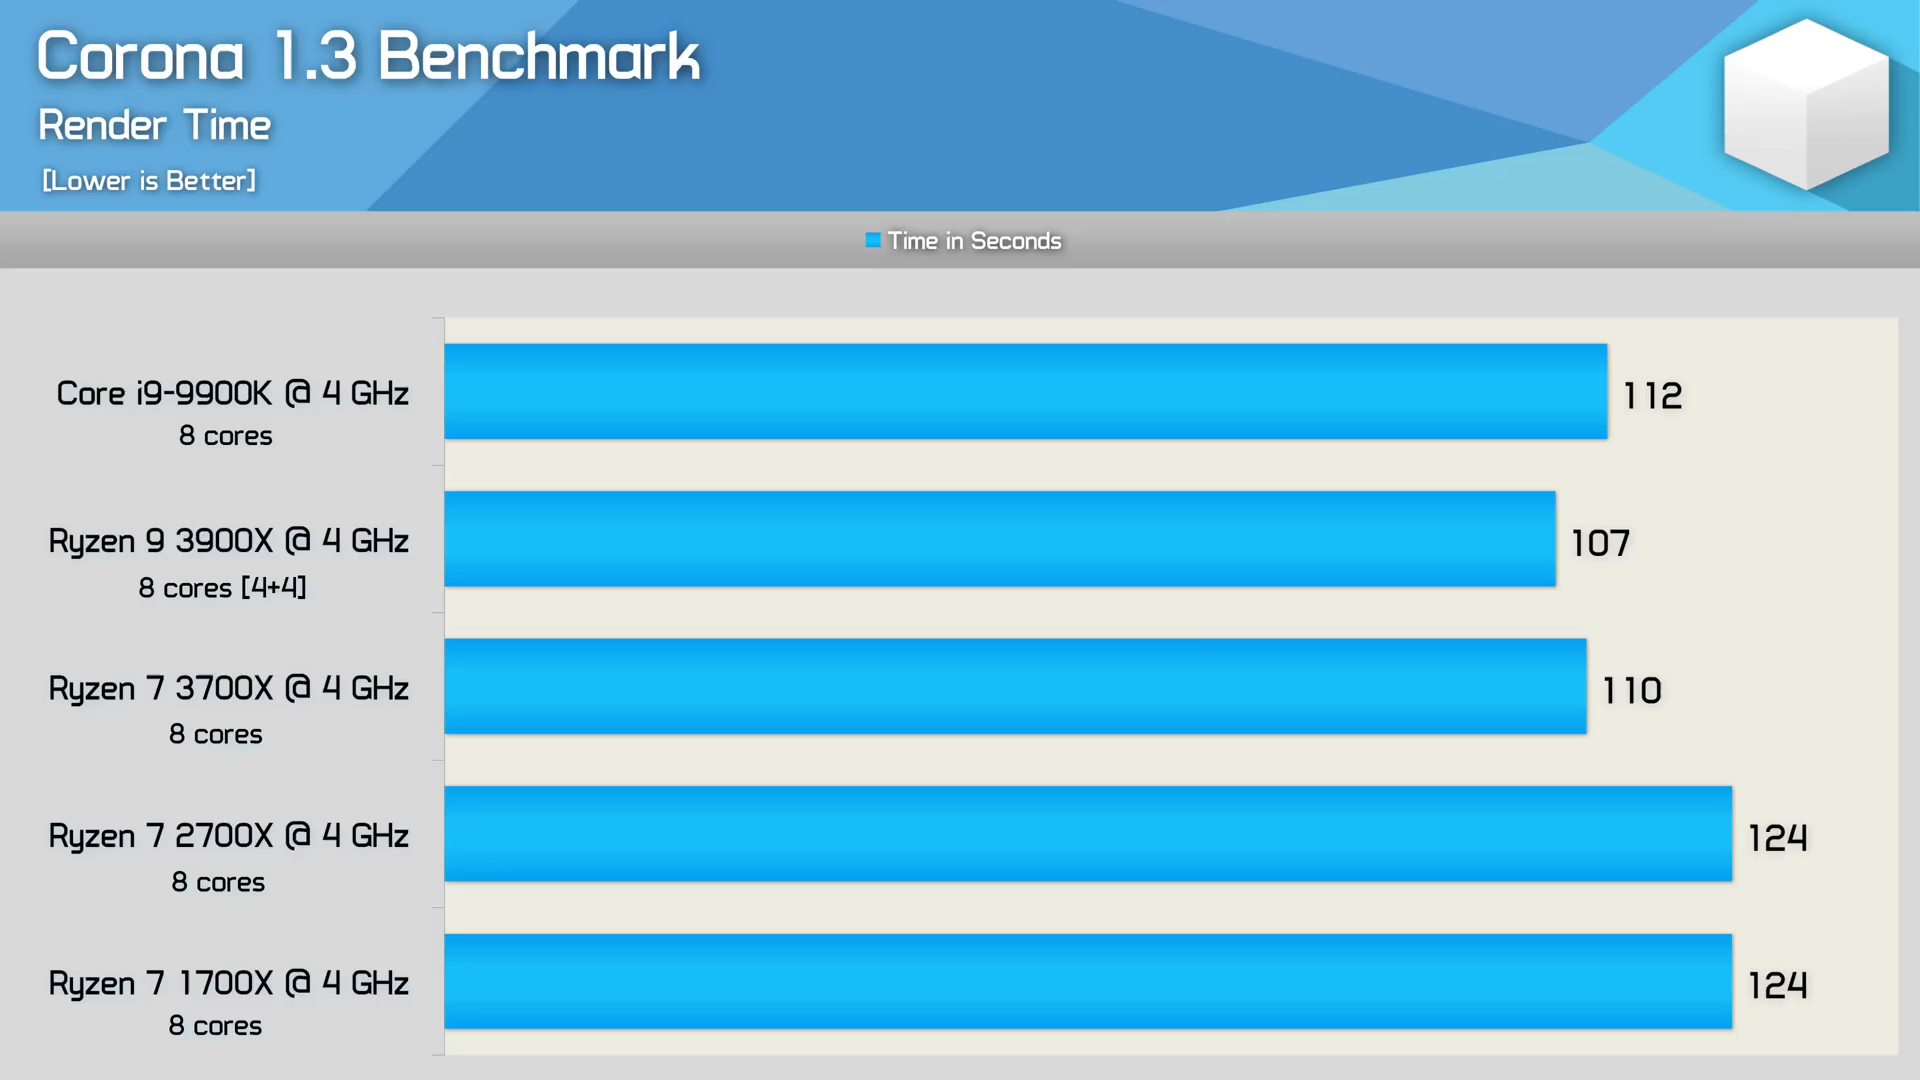 Corona 1.3 Benchmark
Render Time
[Lower is Better]
Time in Seconds
Core i9-9900K @ 4 GHz
8 cores
112
Ryzen 9 3900X @ 4 GHz
8 cores [4+4]
107
Ryzen 7 3700X @ 4 GHz
8 cores
110
Ryzen 7 2700X @ 4 GHz
8 cores
124
Ryzen 7 1700X @ 4 GHz
8 cores
124